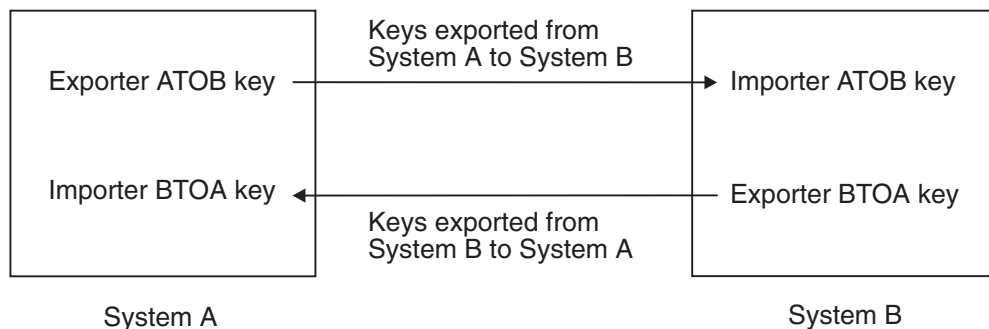 Keys exported from
System A to System B
Exporter ATOB key
Importer ATOB key
Importer BTOA key
Exporter BTOA key
Keys exported from
System B to System A
System A
System B